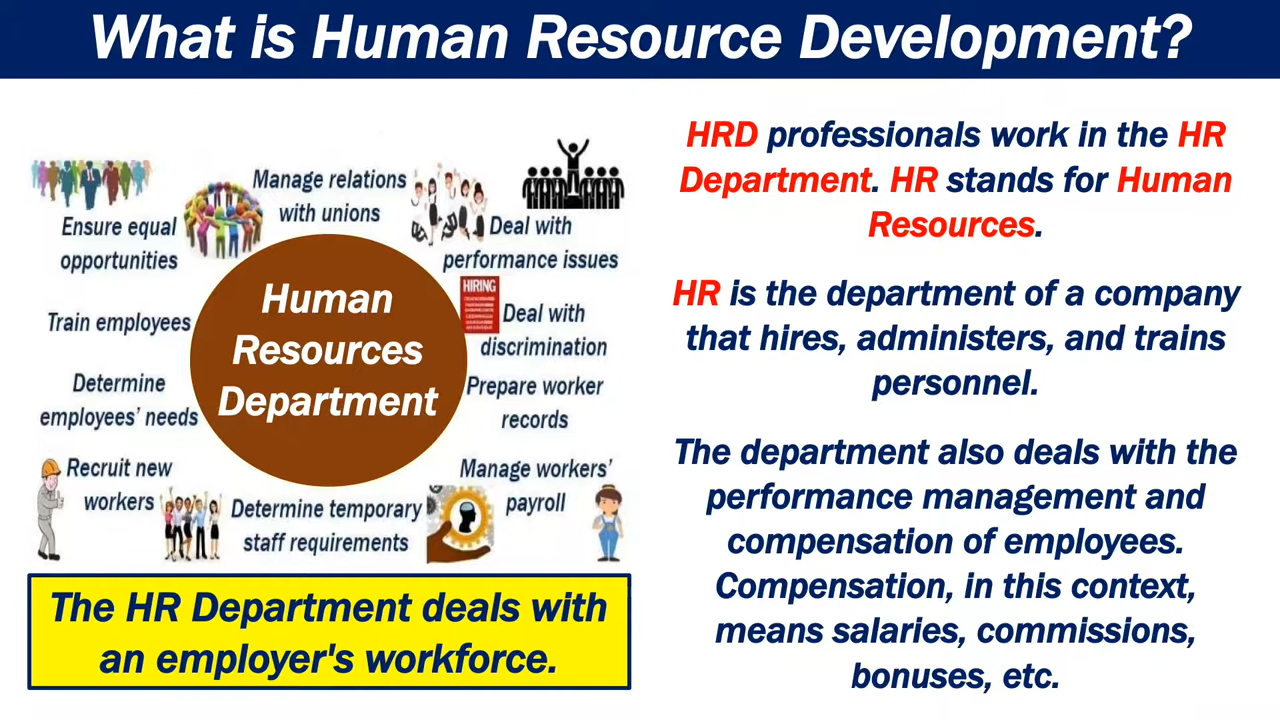 What is Human Resource Development?
Manage relations
with unions
Ensure equal
opportunities
Deal with
performance issues
HIRING
Train employees
Human
Resources
Department
Deal with
discrimination
Determine
employees’ needs
Prepare worker
records
Recruit new
workers
Manage workers’
payroll
Determine temporary
staff requirements
The HR Department deals with
an employer's workforce.
HRD professionals work in the HR
Department. HR stands for Human
Resources.
HR is the department of a company
that hires, administers, and trains
personnel.
The department also deals with the
performance management and
compensation of employees.
Compensation, in this context,
means salaries, commissions,
bonuses, etc.